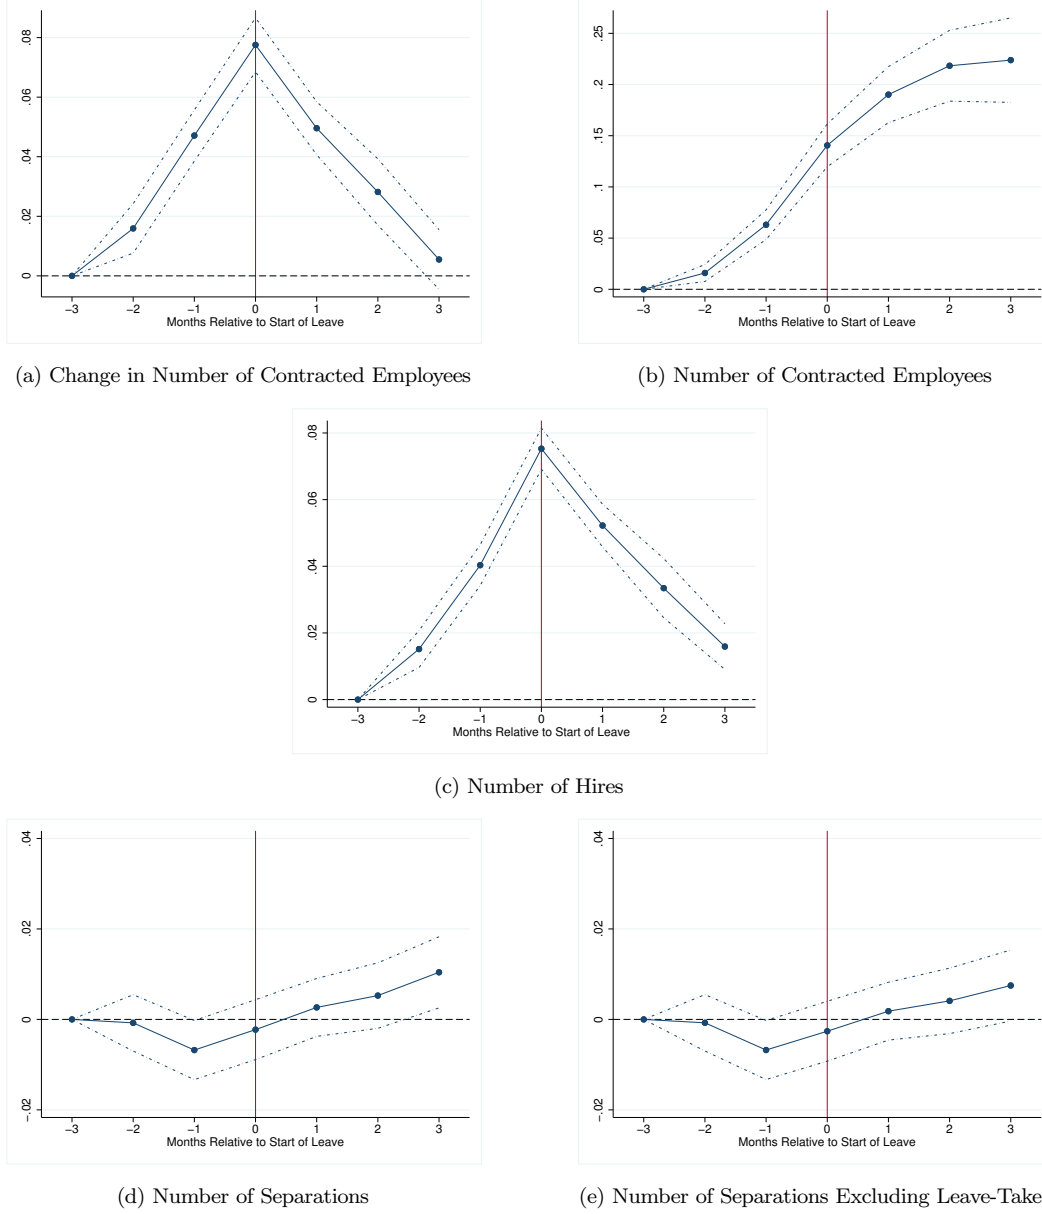 .08
.06
.04
.02
0
−3 −2 −1 0 1 2 3
Months Relative to Start of Leave
(a) Change in Number of Contracted Employees
.25
.2
.15
.1
.05
0
−3 −2 −1 0 1 2 3
Months Relative to Start of Leave
(b) Number of Contracted Employees
.08
.06
.04
.02
0
−3 −2 −1 0 1 2 3
Months Relative to Start of Leave
(c) Number of Hires
.04
.02
0
−.02
−3 −2 −1 0 1 2 3
Months Relative to Start of Leave
(d) Number of Separations
.04
.02
0
−.02
−3 −2 −1 0 1 2 3
Months Relative to Start of Leave
(e) Number of Separations Excluding Leave-Take